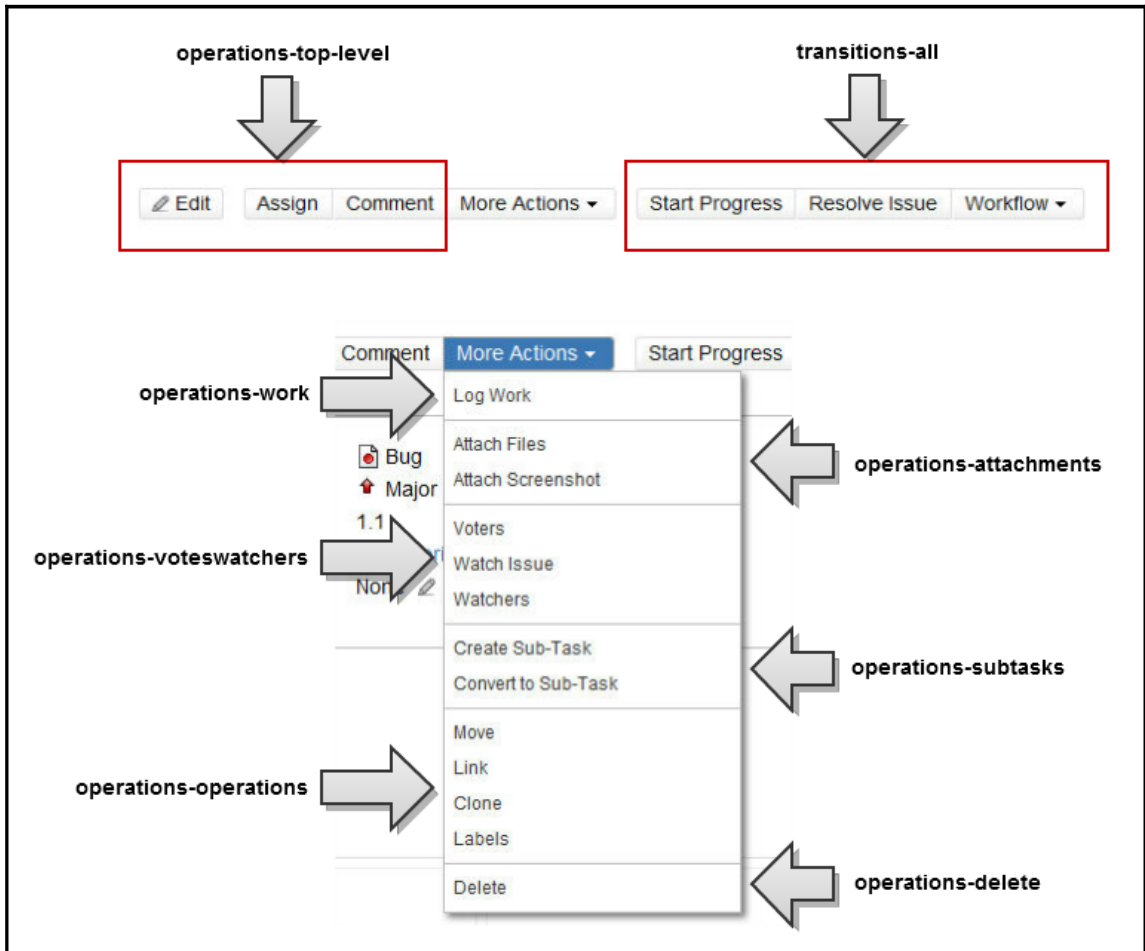 operations-top-level
transitions-all
Edit Assign Comment More Actions Start Progress Resolve Issue Workflow
Comment More Actions Start Progress
operations-work
Log Work
Bug
Attach Files
operations-attachments
Major
Attach Screenshot
1.1
Voters
operations-voteswatchers
Watch Issue
Watchers
Create Sub-Task
operations-subtasks
Convert to Sub-Task
Move
Link
operations-operations
Clone
Labels
Delete
operations-delete